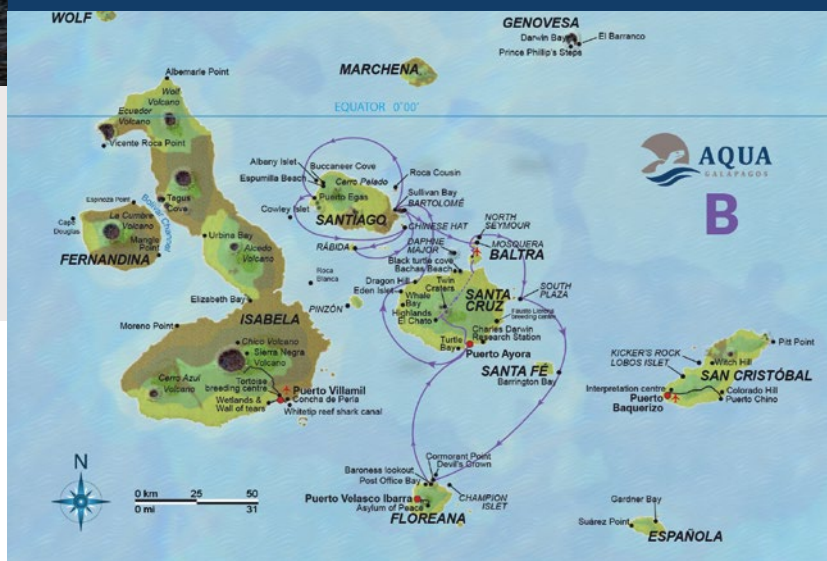 WOLF
GENOVESA
Darwin Bay
El Barranco
Prince Phillip's Steps
MARCHENA
Albemarle Point
EQUATOR 0°00'
Wolf
Volcano
Ecuador
Volcano
Vicente Roca Point
Albany Islet
Buccaneer Cove
Espumilla Beach
Cerro Pelado
Roca Cousin
Puerto Egas
Sullivan Bay
BARTOLOMÉ
SANTIAGO
Cowley Islet
CHINESE HAT
RÁBIDA
AQUA
GALAPAGOS
B
Espinoza Point
Tagus
Cove
Bolivar Channel
Cape
Douglas
La Cumbre
Volcano
Mangle
Point
FERNANDINA
Urbina Bay
Alcedo
Volcano
NORTH
SEYMOUR
DAPHNE
MAJOR
MOSQUERA
BALTRA
Black turtle cove
Bachas Beach
Roca
Blanca
Dragon Hill
Eden Islet
Twin
Craters
Whale
Bay
SANTA
CRUZ
SOUTH
PLAZA
Highlands
El Chato
Fausto Llerena
breeding centre
Charles Darwin
Research Station
Turtle
Bay
Puerto Ayora
Elizabeth Bay
PINZÓN
ISABELA
Moreno Point
Chico Volcano
Sierra Negra
Volcano
Cerro Azul
Volcano
Tortoise
breeding centre
Puerto Villamil
Wetlands &
Wall of tears
Concha de Perla
Whitetip reef shark canal
SANTA FÉ
Barrington Bay
KICKER'S ROCK
LOBOS ISLET
Pitt Point
Witch Hill
SAN CRISTÓBAL
Interpretation centre
Puerto
Baquerizo
Colorado Hill
Puerto Chino
N
0 km 25 50
0 mi 31
Cormorant Point
Devil's Crown
Baroness lookout
Post Office Bay
Puerto Velasco Ibarra
Asylum of Peace
CHAMPION
ISLET
FLOREANA
Gardner Bay
Suárez Point
ESPAÑOLA